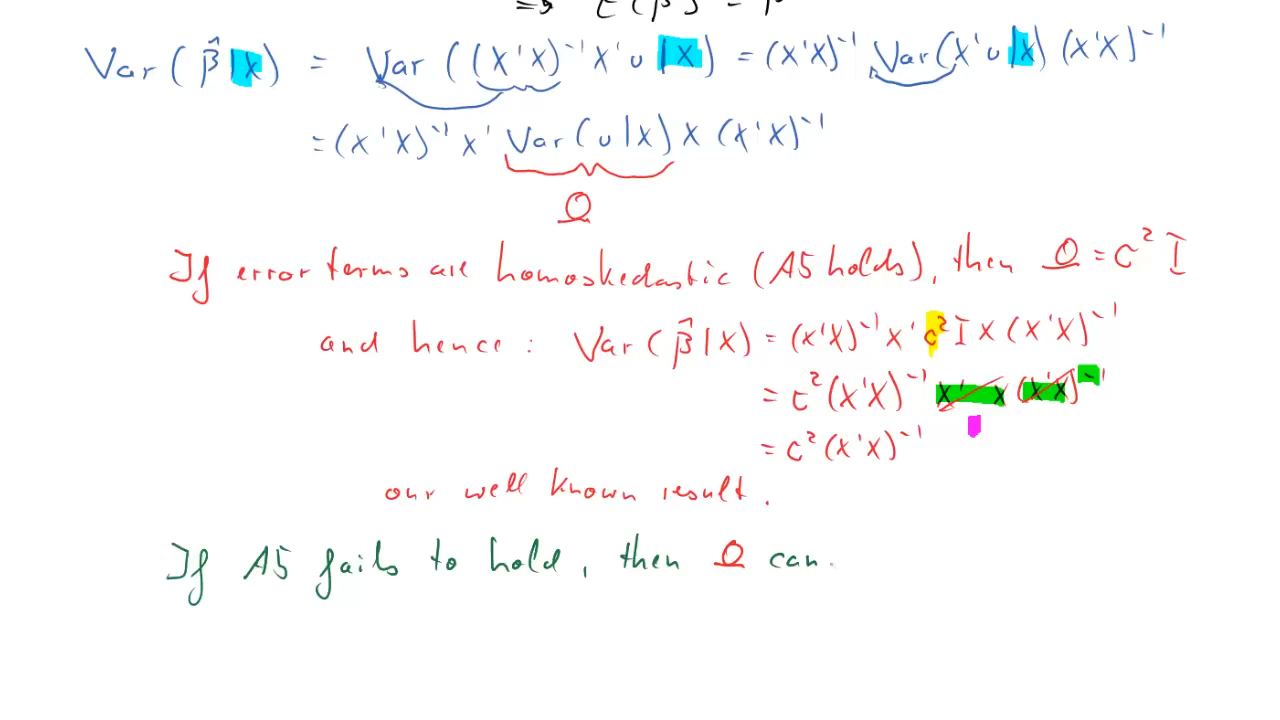 => E(β) = β
Var(β̂|X) = Var((X'X)⁻¹X'u|X) = (X'X)⁻¹ Var(X'u|X) (X'X)⁻¹
= (X'X)⁻¹ X' Var(u|X) X (X'X)⁻¹
Ω
If error terms are homoskedastic (A5 holds), then Ω = σ² I
and hence : Var(β̂|X) = (X'X)⁻¹ X' σ² I X (X'X)⁻¹
= σ² (X'X)⁻¹ X' X (X'X)⁻¹
= σ² (X'X)⁻¹
our well known result.
If A5 fails to hold, then Ω can